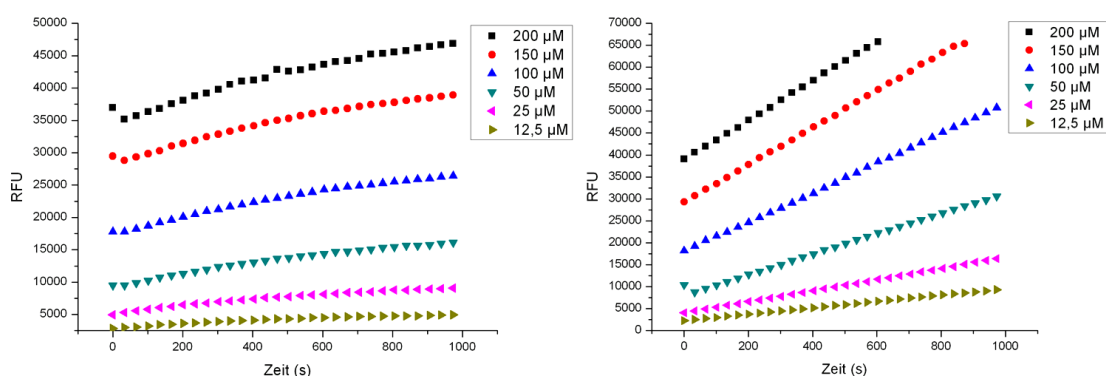 50000
45000
40000
35000
30000
25000
20000
15000
10000
5000
RFU
0 200 400 600 800 1000
Zeit (s)
200 µM
150 µM
100 µM
50 µM
25 µM
12,5 µM
70000
65000
60000
55000
50000
45000
40000
35000
30000
25000
20000
15000
10000
5000
0
RFU
0 200 400 600 800 1000
Zeit (s)
200 µM
150 µM
100 µM
50 µM
25 µM
12,5 µM